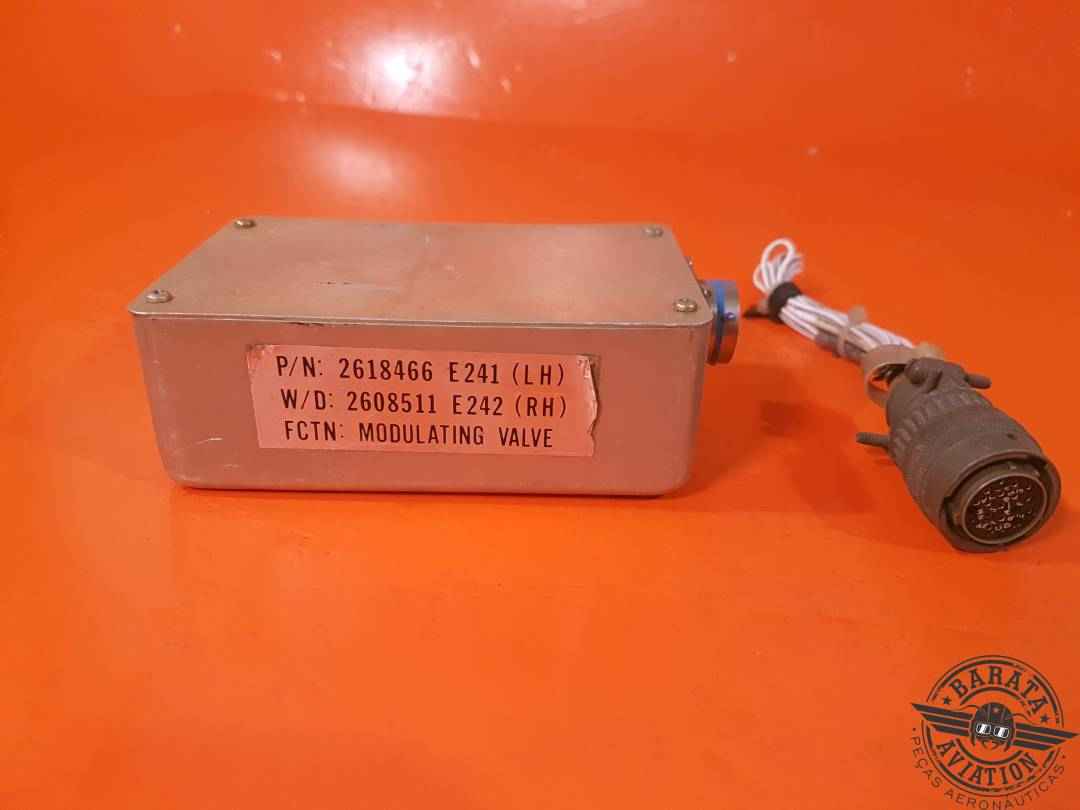 P/N: 2618466 E241 (LH)
W/D: 2608511 E242 (RH)
FCTN: MODULATING VALVE
BARATA
AVIATION
PEÇAS AERONÁUTICAS